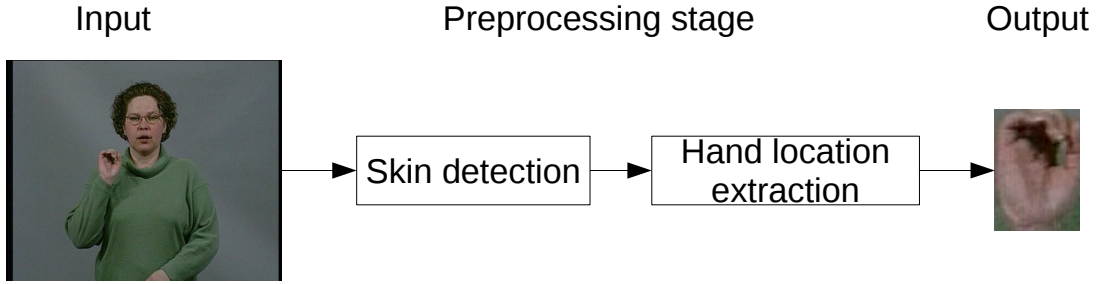 Input
Preprocessing stage
Output
Skin detection
Hand location
extraction